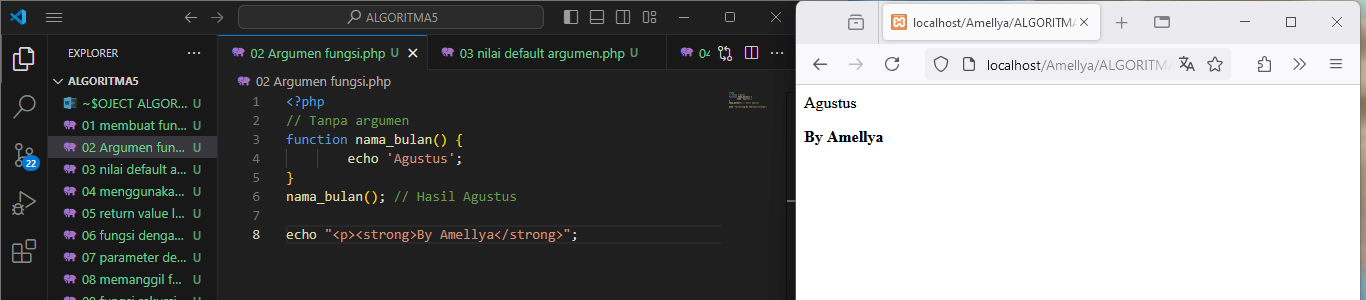 ALGORITMA5
EXPLORER
ALGORITMA5
~$OJECT ALGOR... U
01 membuat fun... U
02 Argumen fun... U
03 nilai default a... U
04 menggunaka... U
05 return value l... U
06 fungsi denga... U
07 parameter de... U
08 memanggil f... U
22
02 Argumen fungsi.php U
03 nilai default argumen.php U
04
02 Argumen fungsi.php
1 <?php
2 // Tanpa argumen
3 function nama_bulan() {
4 echo 'Agustus';
5 }
6 nama_bulan(); // Hasil Agustus
7
8 echo "<p><strong>By Amellya</strong>";
localhost/Amellya/ALGORITMA
localhost/Amellya/ALGORITMA
Agustus
By Amellya